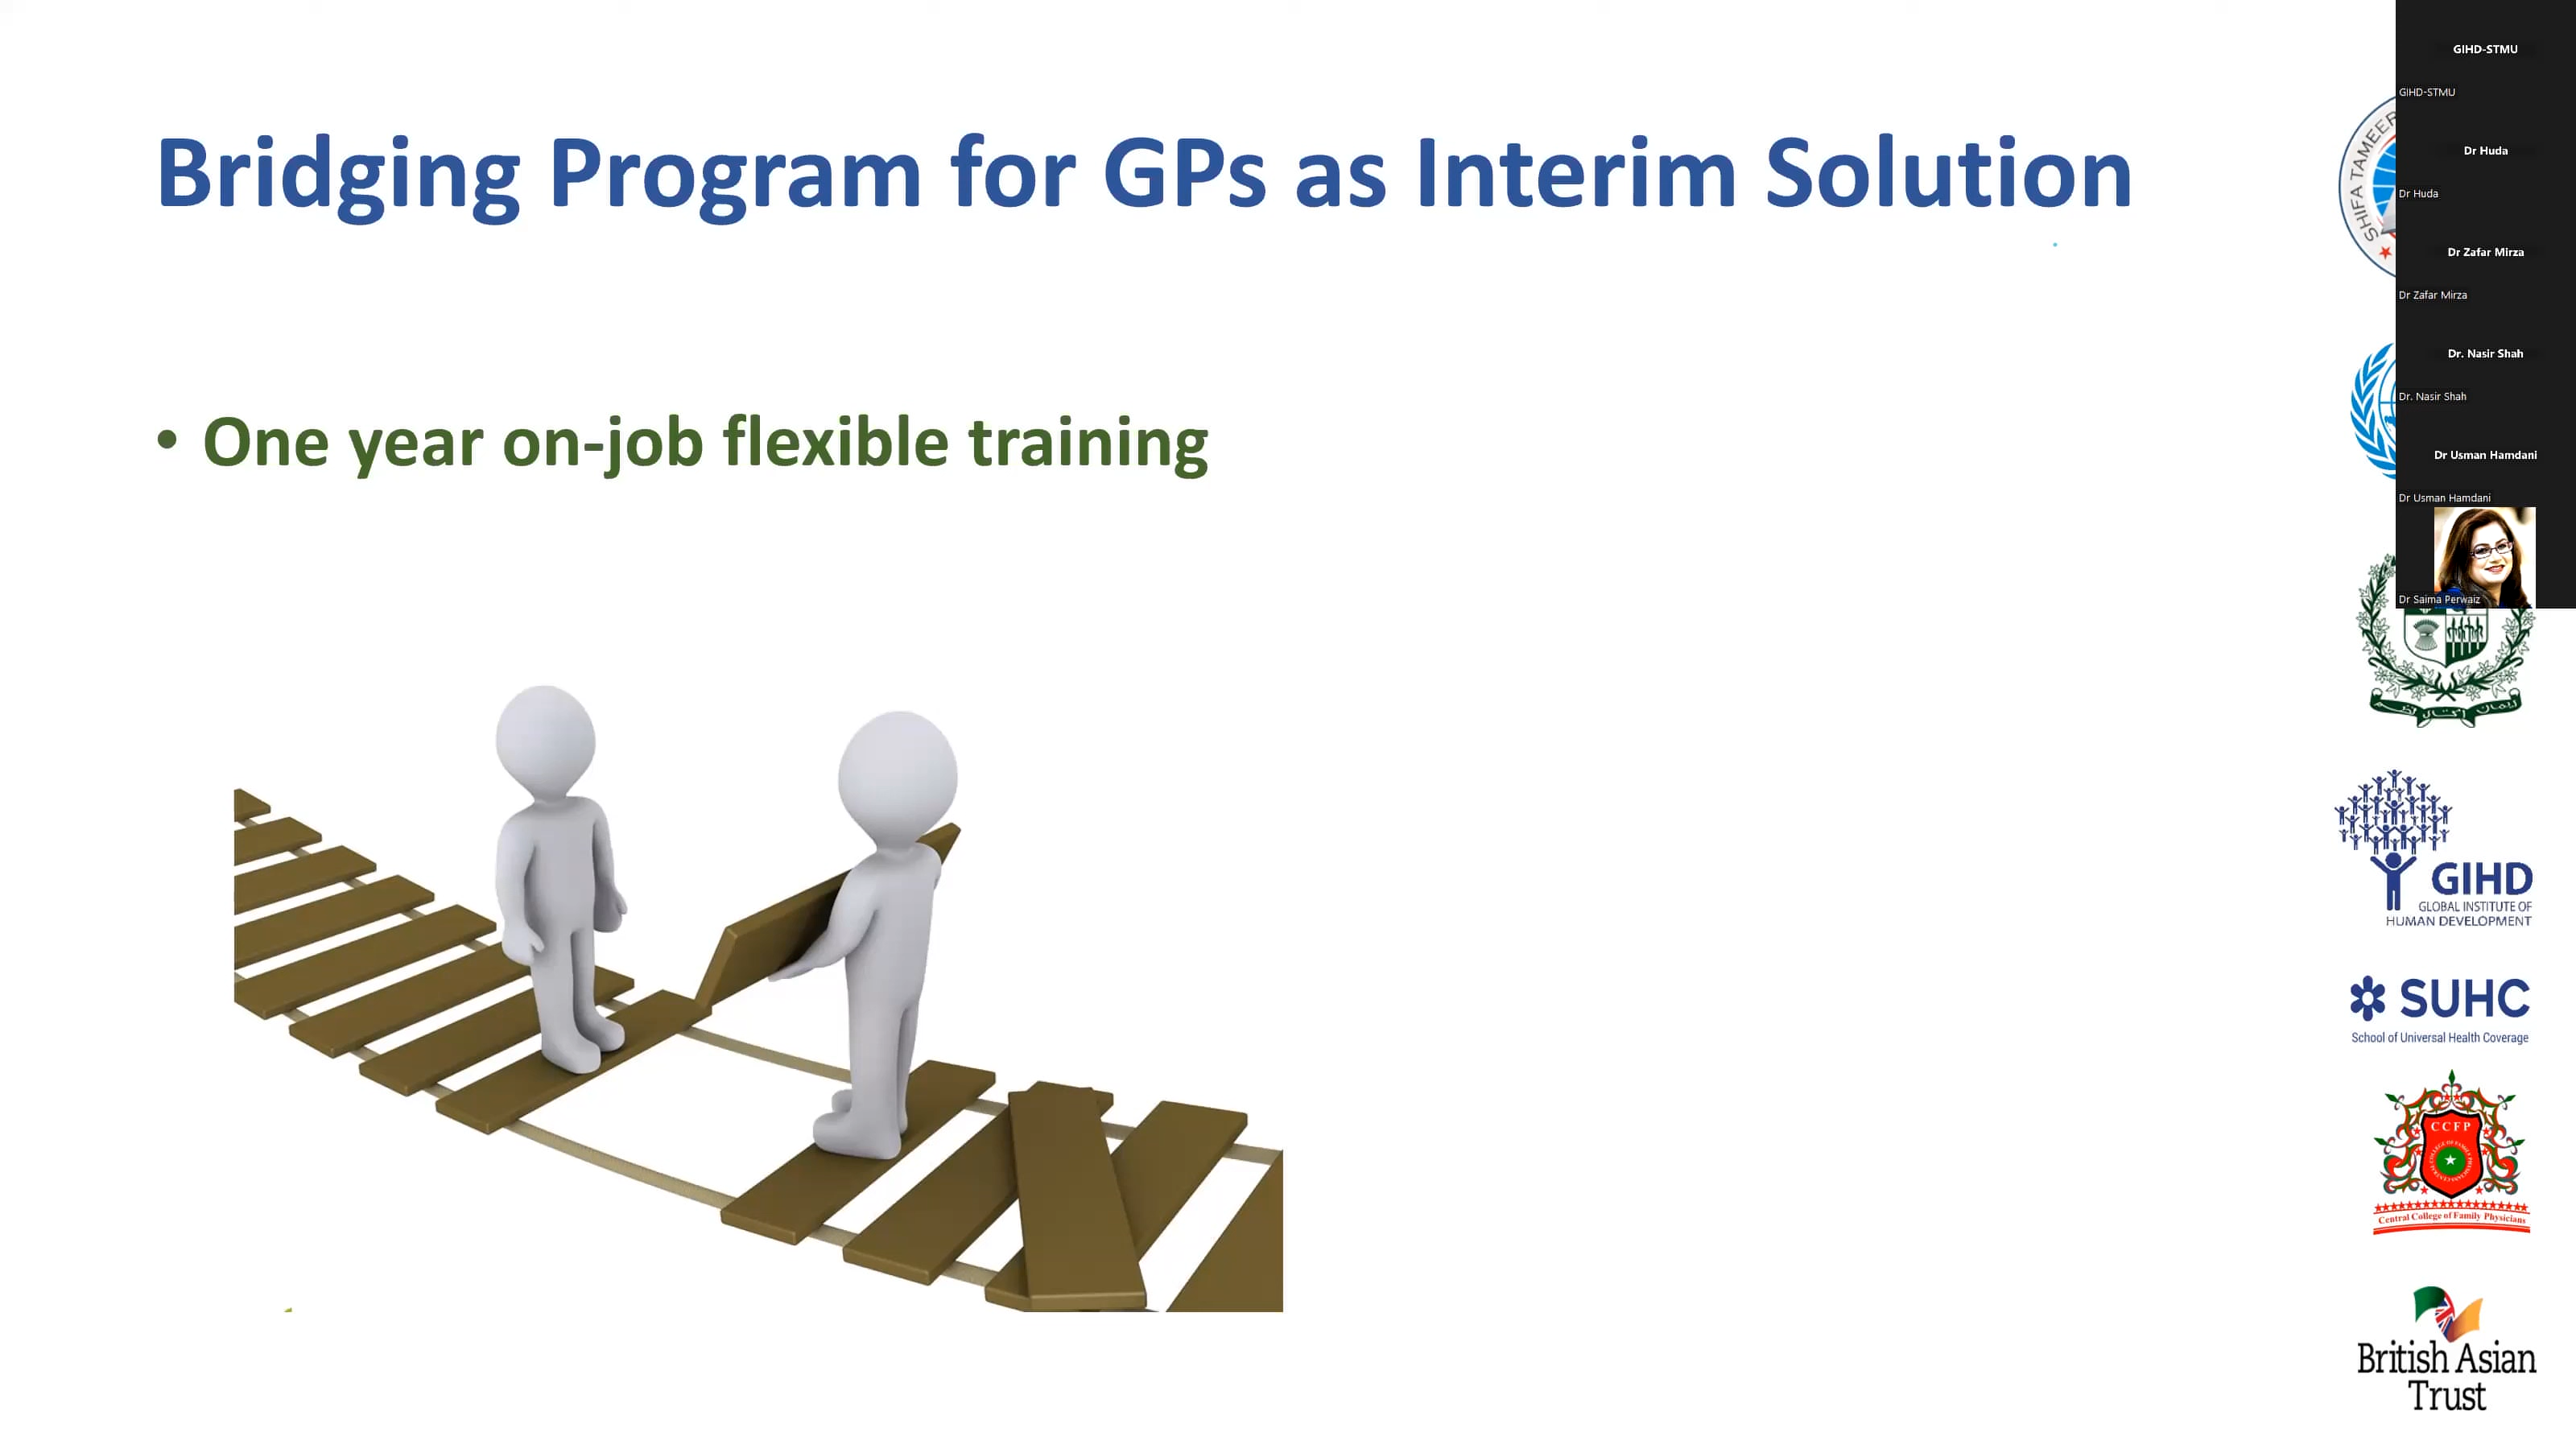 Bridging Program for GPs as Interim Solution
• One year on-job flexible training
GIHD-STMU
GIHD-STMU
Dr Huda
Dr Huda
Dr Zafar Mirza
Dr Zafar Mirza
Dr. Nasir Shah
Dr. Nasir Shah
Dr Usman Hamdani
Dr Usman Hamdani
Dr Saima Perwaiz
SHIFA TAMEER
GIHD
GLOBAL INSTITUTE OF
HUMAN DEVELOPMENT
SUHC
School of Universal Health Coverage
CCFP
Central College of Family Physicians
British Asian
Trust